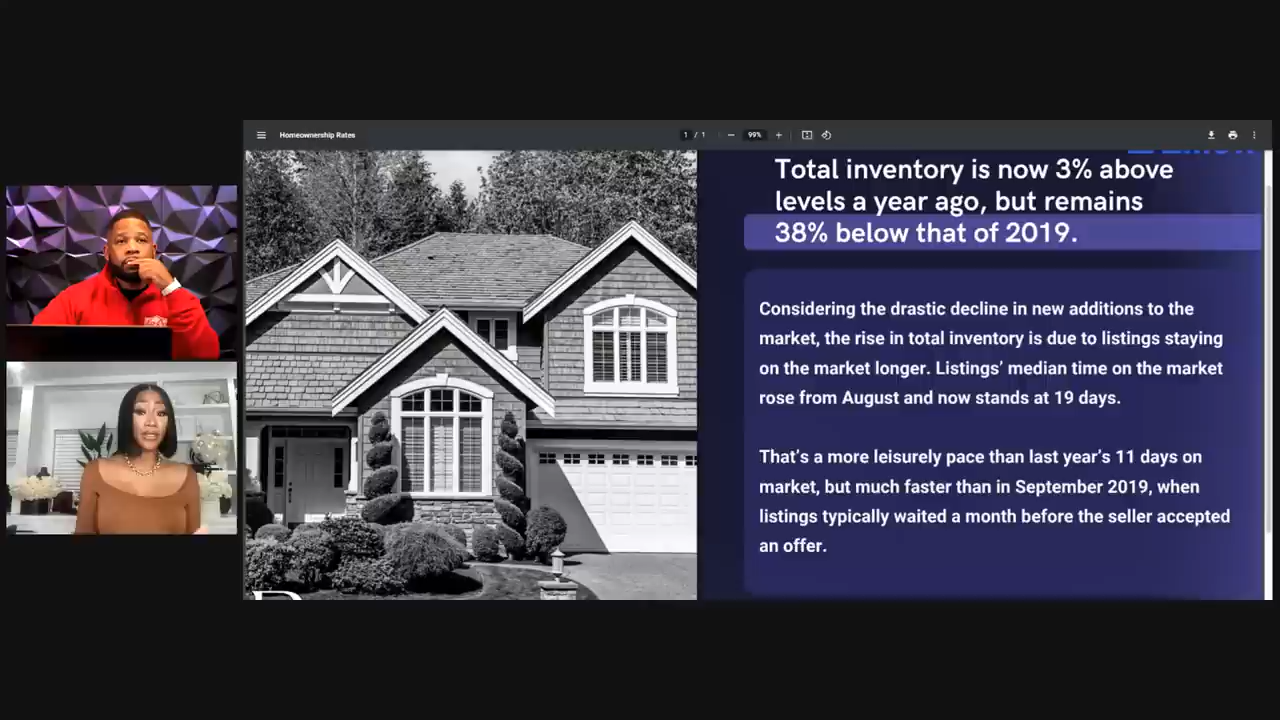 Homeownership Rates
1 / 1
99%
Total inventory is now 3% above
levels a year ago, but remains
38% below that of 2019.
Considering the drastic decline in new additions to the
market, the rise in total inventory is due to listings staying
on the market longer. Listings’ median time on the market
rose from August and now stands at 19 days.
That’s a more leisurely pace than last year’s 11 days on
market, but much faster than in September 2019, when
listings typically waited a month before the seller accepted
an offer.